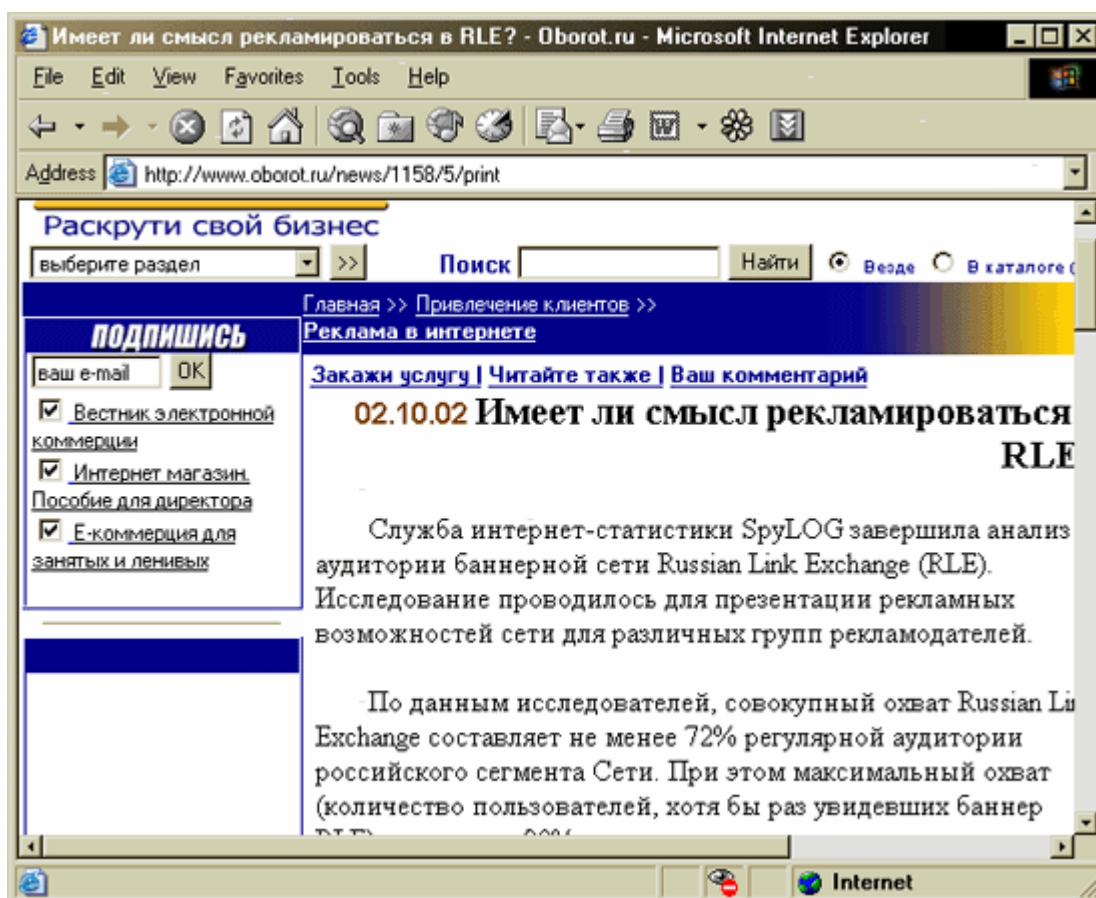 Имеет ли смысл рекламироваться в RLE? - Oborot.ru - Microsoft Internet Explorer
File Edit View Favorites Tools Help
Address http://www.oborot.ru/news/1158/5/print
Раскрути свой бизнес
выберите раздел >> Поиск Найти Везде В каталоге (
Главная >> Привлечение клиентов >>
Реклама в интернете
ПОДПИШИСЬ
ваш e-mail OK
Вестник электронной
коммерции
Интернет магазин.
Пособие для директора
Е-коммерция для
занятых и ленивых
Закажи услугу | Читайте также | Ваш комментарий
02.10.02 Имеет ли смысл рекламироваться
RLE
Служба интернет-статистики SpyLOG завершила анализ
аудитории баннерной сети Russian Link Exchange (RLE).
Исследование проводилось для презентации рекламных
возможностей сети для различных групп рекламодателей.
По данным исследователей, совокупный охват Russian Lin
Exchange составляет не менее 72% регулярной аудитории
российского сегмента Сети. При этом максимальный охват
(количество пользователей, хотя бы раз увидевших баннер
Internet